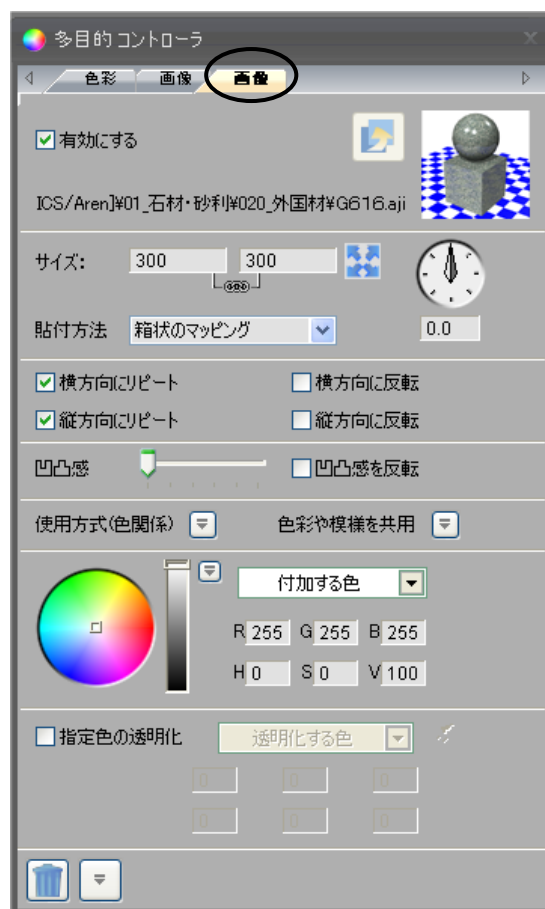 多目的コントローラ
色彩 画像 画像
有効にする
ICS/Aren]¥01_石材・砂利¥020_外国材¥G616.aji
サイズ: 300 300
貼付方法 箱状のマッピング 0.0
横方向にリピート 横方向に反転
縦方向にリピート 縦方向に反転
凹凸感 凹凸感を反転
使用方式(色関係) 色彩や模様を共用
付加する色
R 255 G 255 B 255
H 0 S 0 V 100
指定色の透明化 透明化する色
0 0 0
0 0 0